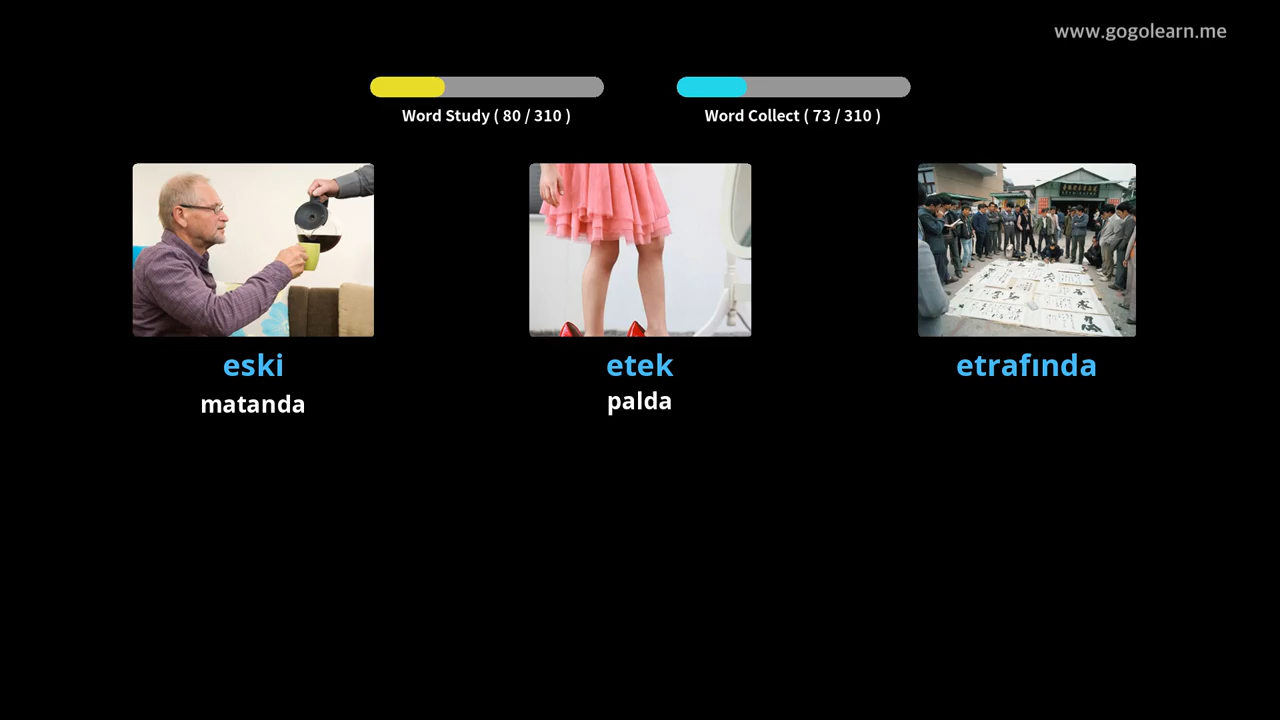 www.gogolearn.me
Word Study ( 80 / 310 )
Word Collect ( 73 / 310 )
eski
etek
etrafında
matanda
palda